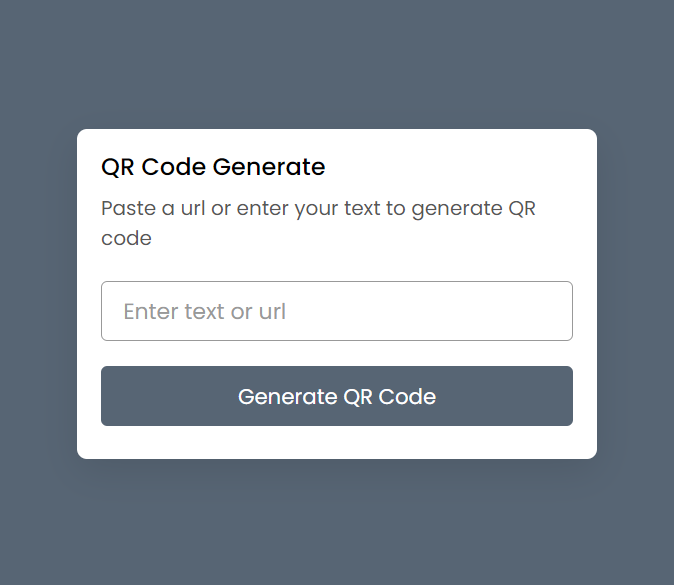 QR Code Generate
Paste a url or enter your text to generate QR
code
Enter text or url
Generate QR Code